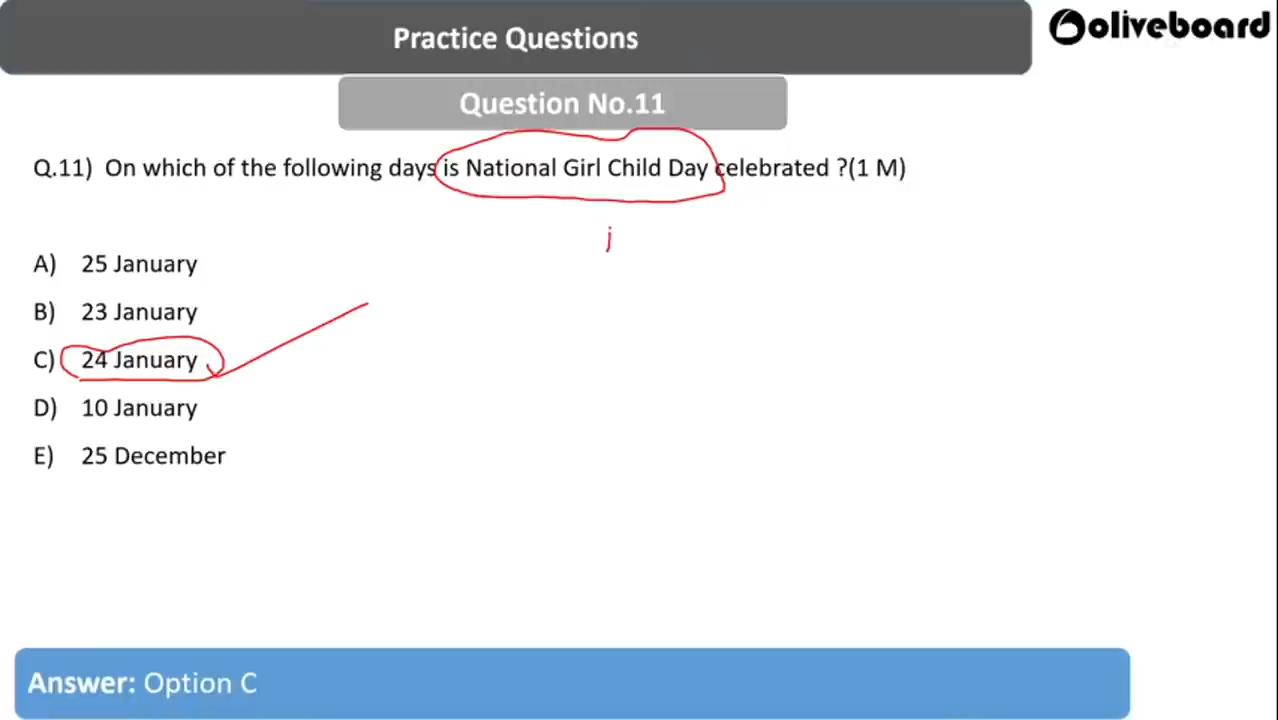 Practice Questions
oliveboard
Question No.11
Q.11) On which of the following days is National Girl Child Day celebrated ?(1 M)
j
A) 25 January
B) 23 January
C) 24 January
D) 10 January
E) 25 December
Answer: Option C